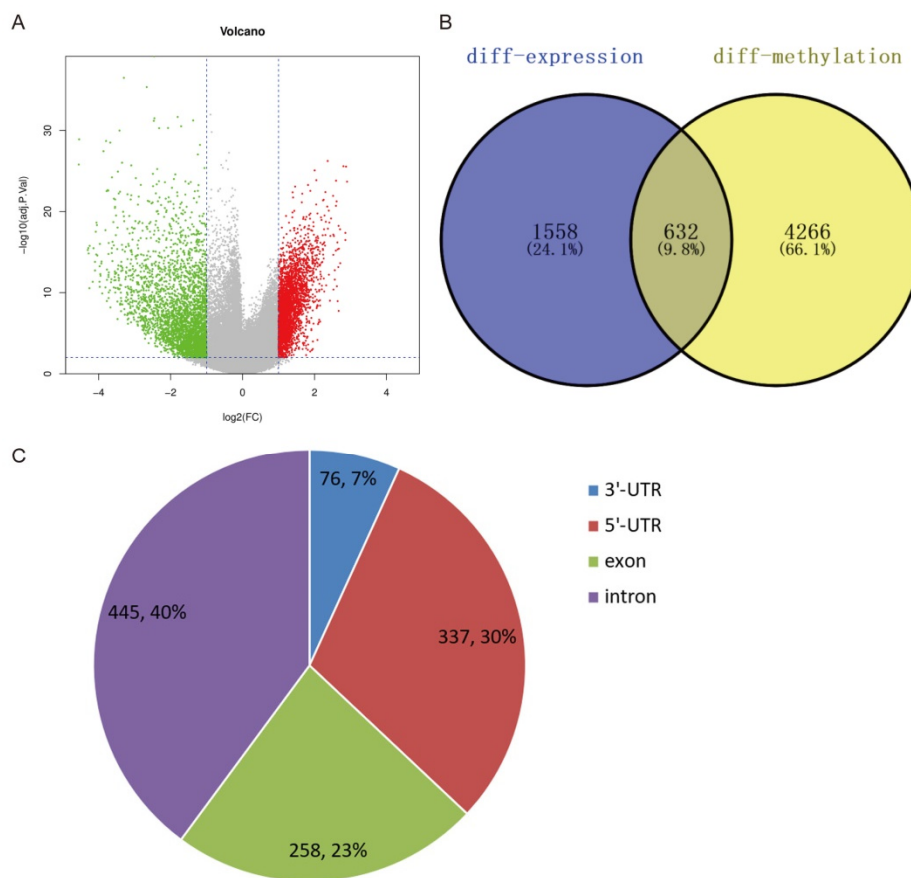 A
Volcano
−log10(adj.P.Val)
30
20
10
0
−4
−2
0
2
4
log2(FC)
B
diff-expression
diff-methylation
1558
(24.1%)
632
(9.8%)
4266
(66.1%)
C
76, 7%
337, 30%
258, 23%
445, 40%
3'-UTR
5'-UTR
exon
intron